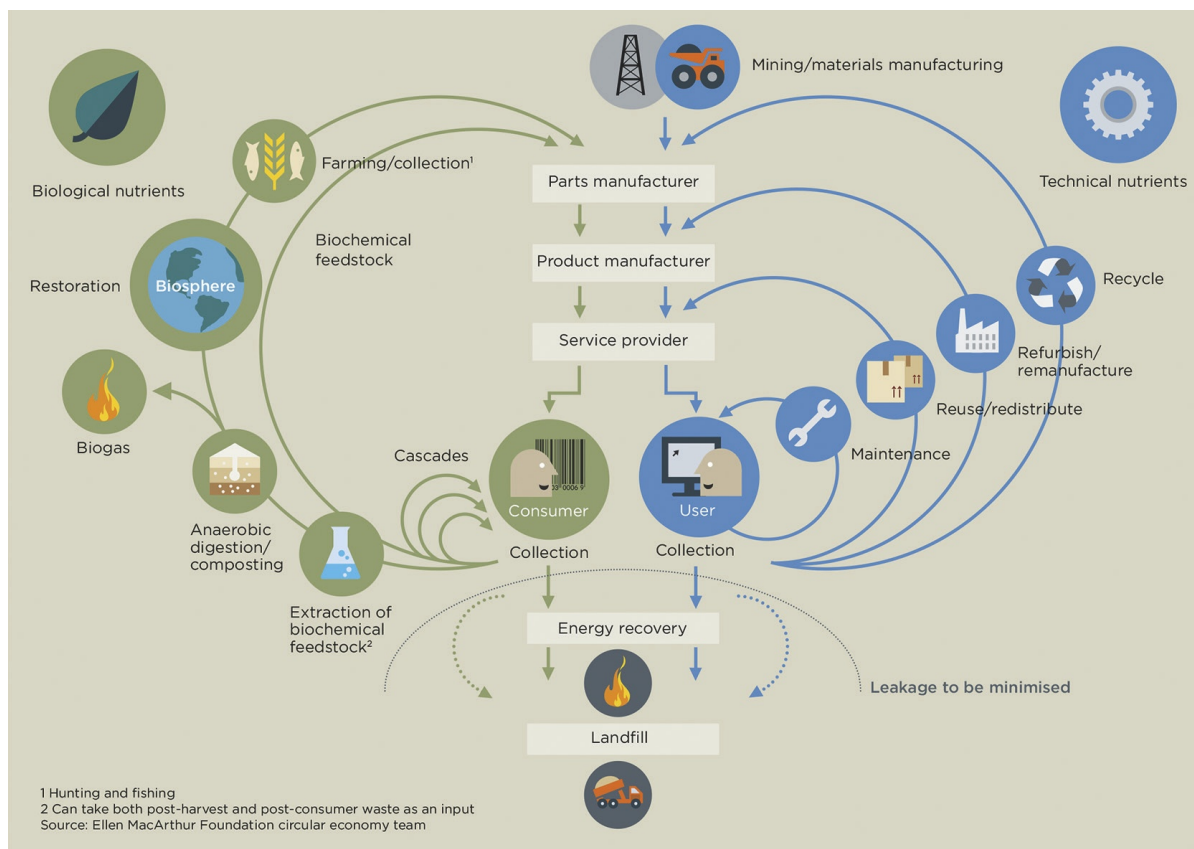 Mining/materials manufacturing
Biological nutrients
Technical nutrients
Farming/collection¹
Parts manufacturer
Biochemical
feedstock
Product manufacturer
Restoration
Biosphere
Recycle
Service provider
Refurbish/
remanufacture
Reuse/redistribute
Biogas
Cascades
Maintenance
03 0006 9
Consumer
User
Anaerobic
digestion/
composting
Collection
Collection
Extraction of
biochemical
feedstock²
Energy recovery
Leakage to be minimised
Landfill
1 Hunting and fishing
2 Can take both post-harvest and post-consumer waste as an input
Source: Ellen MacArthur Foundation circular economy team